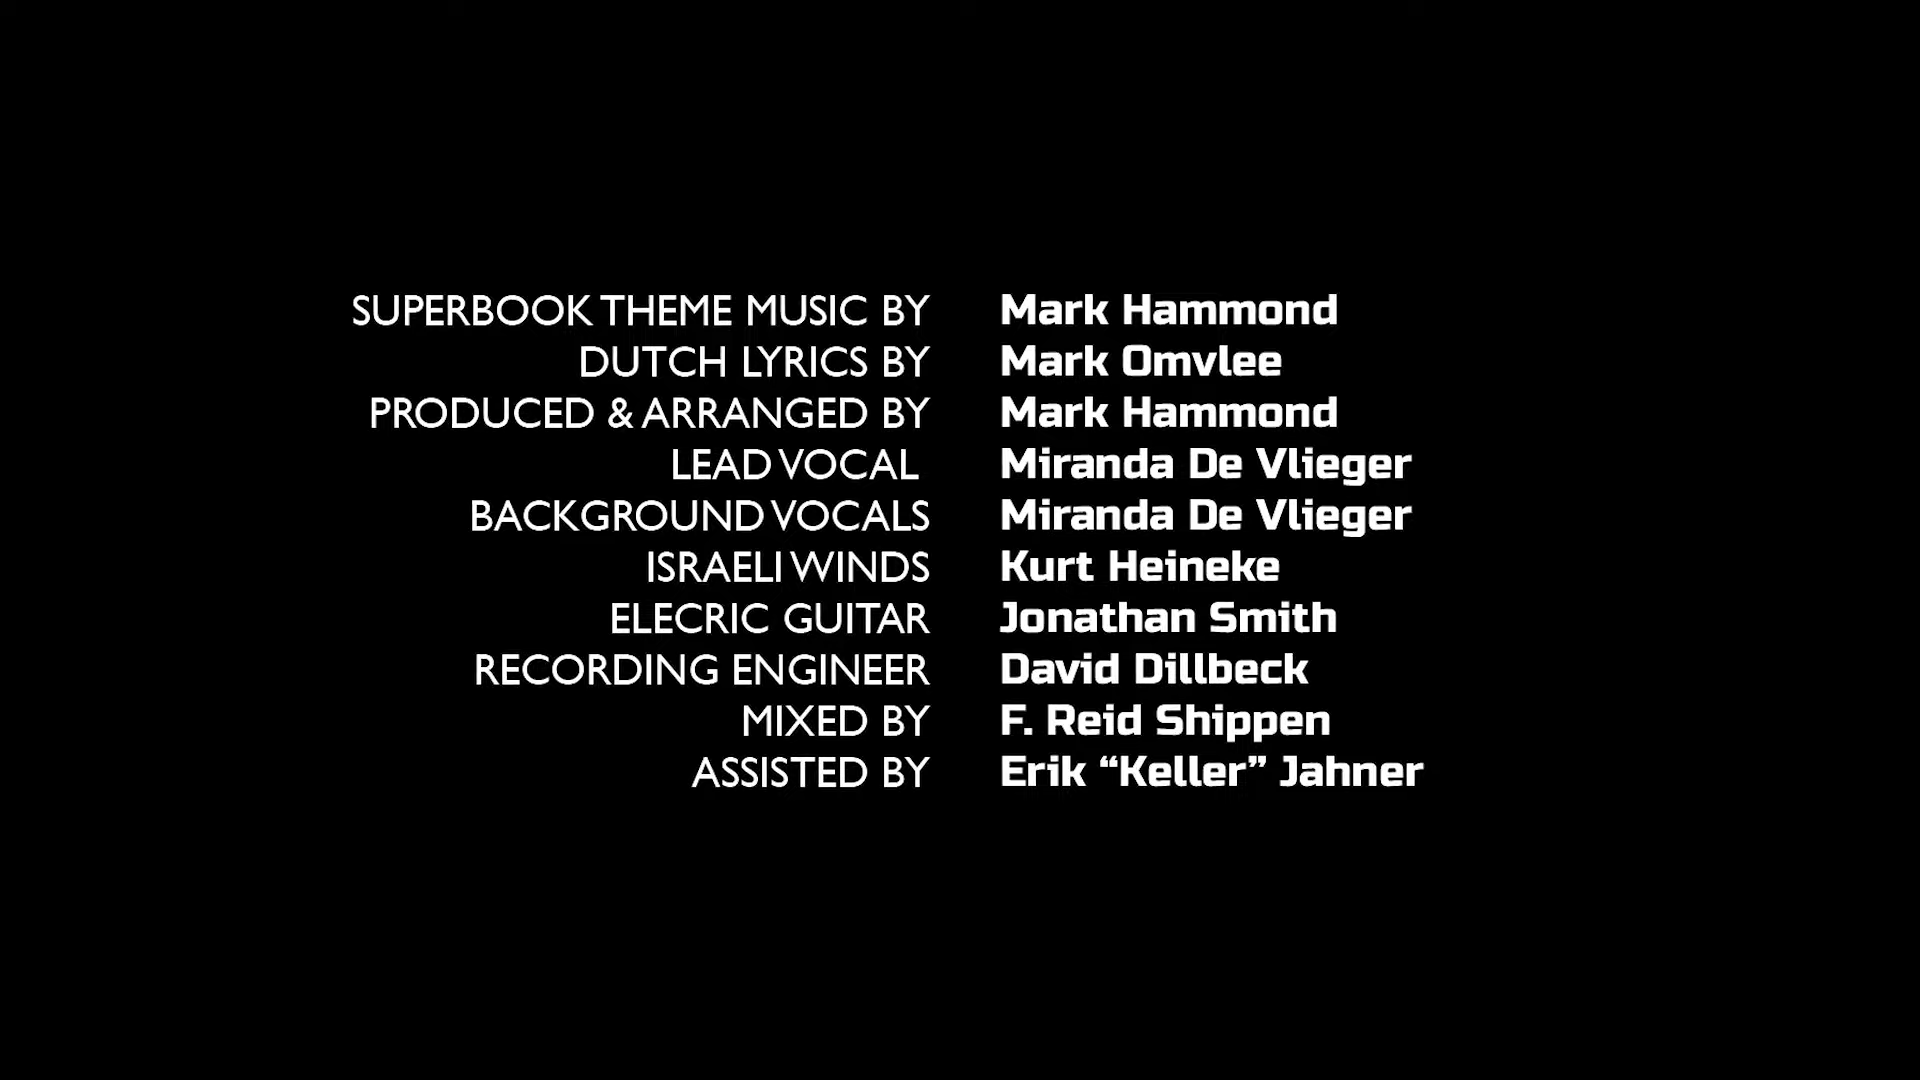 SUPERBOOK THEME MUSIC BY Mark Hammond
DUTCH LYRICS BY Mark Omvlee
PRODUCED & ARRANGED BY Mark Hammond
LEAD VOCAL Miranda De Vlieger
BACKGROUND VOCALS Miranda De Vlieger
ISRAELI WINDS Kurt Heineke
ELECRIC GUITAR Jonathan Smith
RECORDING ENGINEER David Dillbeck
MIXED BY F. Reid Shippen
ASSISTED BY Erik “Keller” Jahner